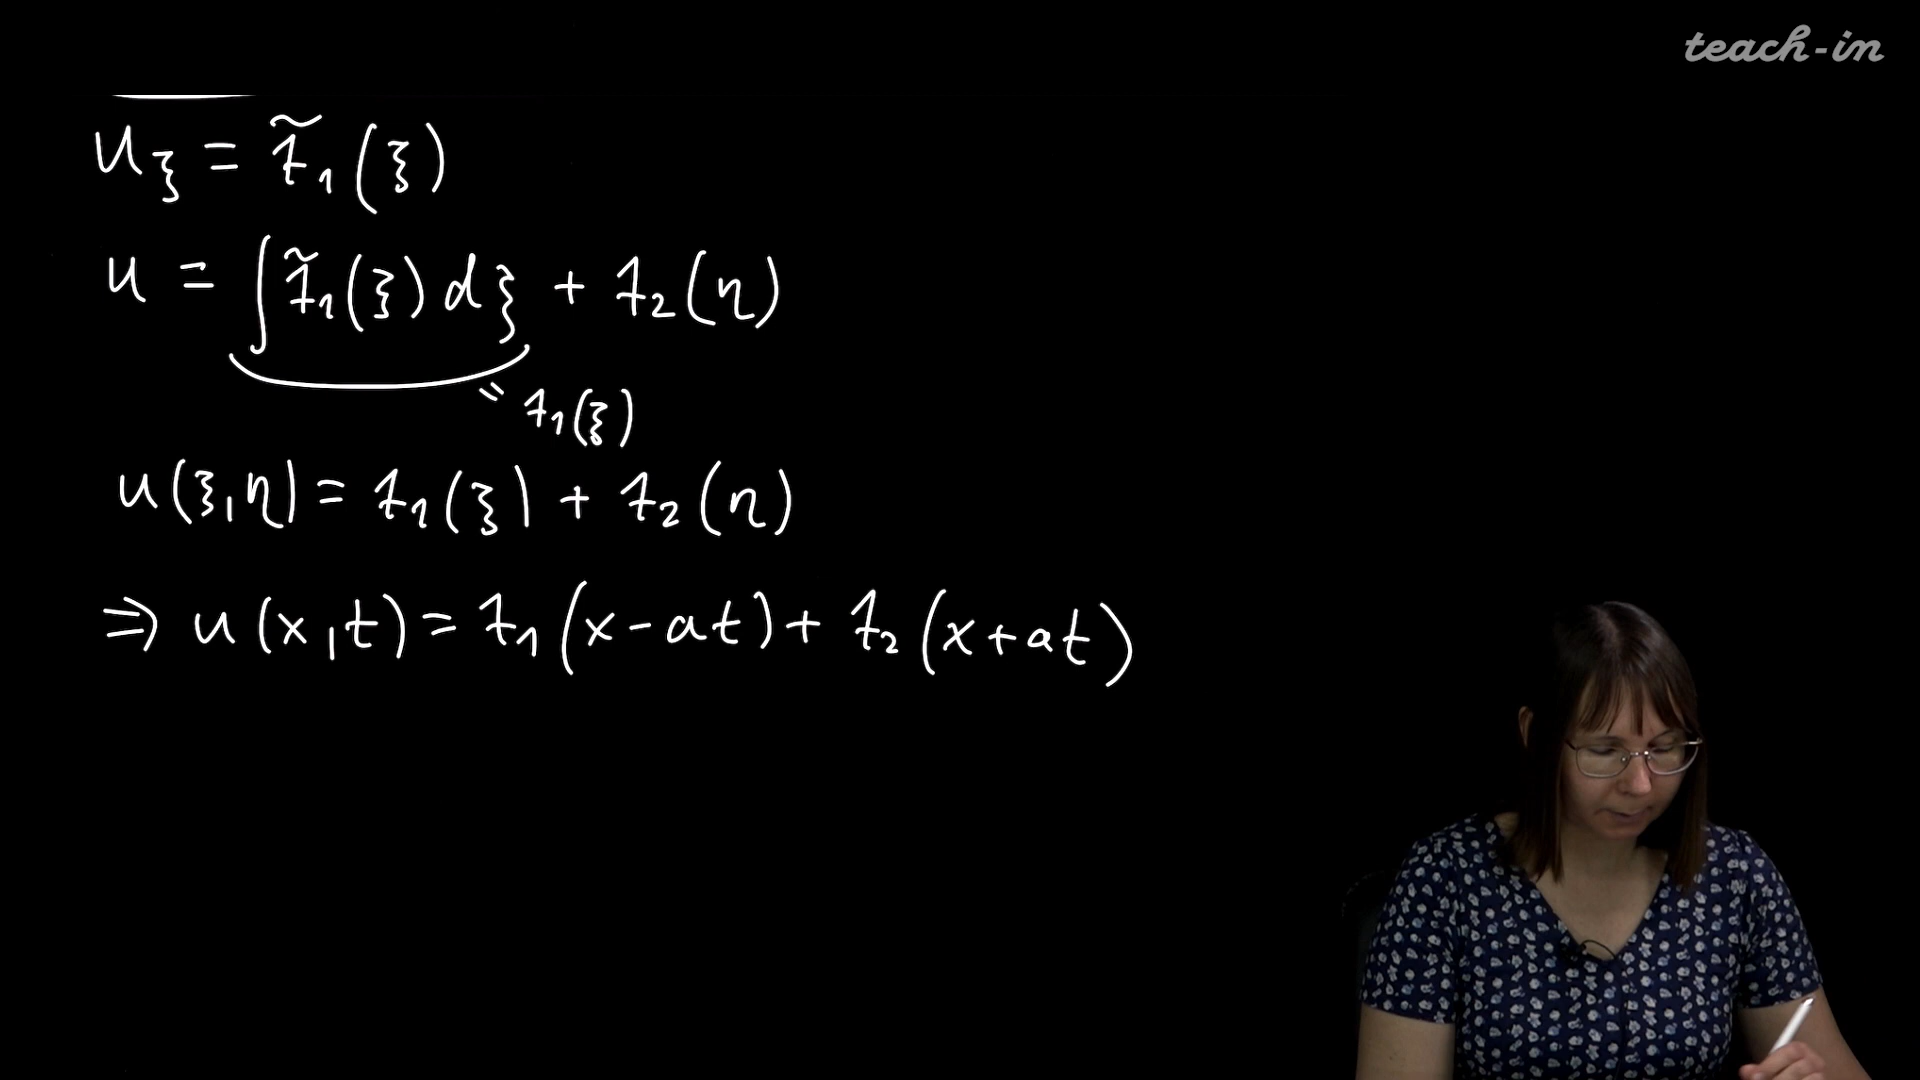 teach-in
u_ξ = f̃₁(ξ)
u = ∫ f̃₁(ξ) dξ + f₂(η)
= f₁(ξ)
u(ξ,η) = f₁(ξ) + f₂(η)
⇒ u(x,t) = f₁(x-at) + f₂(x+at)